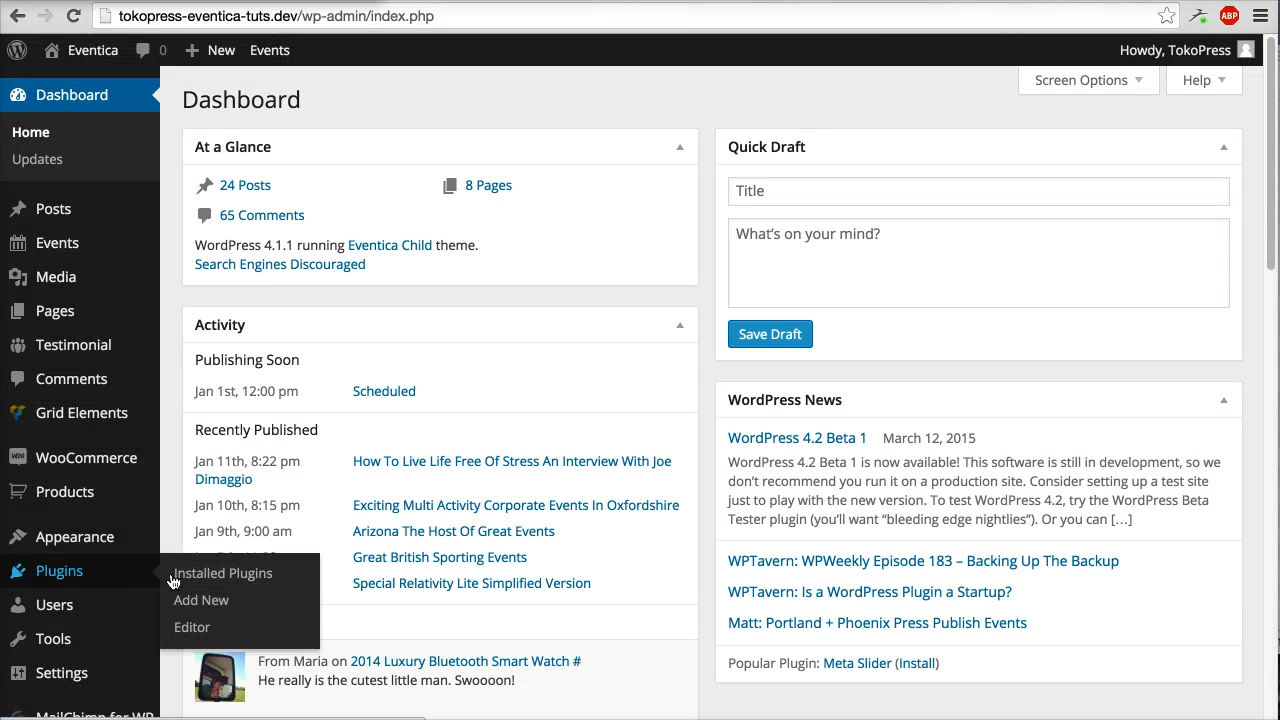 tokopress-eventica-tuts.dev/wp-admin/index.php
ABP
Eventica
0
New
Events
Howdy, TokoPress
Dashboard
Home
Updates
Posts
Events
Media
Pages
Testimonial
Comments
Grid Elements
WooCommerce
Products
Appearance
Plugins
Users
Tools
Settings
MailChimp for WP
Installed Plugins
Add New
Editor
Screen Options
Help
Dashboard
At a Glance
24 Posts
8 Pages
65 Comments
WordPress 4.1.1 running Eventica Child theme.
Search Engines Discouraged
Activity
Publishing Soon
Jan 1st, 12:00 pm Scheduled
Recently Published
Jan 11th, 8:22 pm How To Live Life Free Of Stress An Interview With Joe
Dimaggio
Jan 10th, 8:15 pm Exciting Multi Activity Corporate Events In Oxfordshire
Jan 9th, 9:00 am Arizona The Host Of Great Events
Great British Sporting Events
Special Relativity Lite Simplified Version
From Maria on 2014 Luxury Bluetooth Smart Watch #
He really is the cutest little man. Swoooon!
Quick Draft
Title
What's on your mind?
Save Draft
WordPress News
WordPress 4.2 Beta 1 March 12, 2015
WordPress 4.2 Beta 1 is now available! This software is still in development, so we
don't recommend you run it on a production site. Consider setting up a test site
just to play with the new version. To test WordPress 4.2, try the WordPress Beta
Tester plugin (you'll want “bleeding edge nightlies”). Or you can […]
WPTavern: WPWeekly Episode 183 – Backing Up The Backup
WPTavern: Is a WordPress Plugin a Startup?
Matt: Portland + Phoenix Press Publish Events
Popular Plugin: Meta Slider (Install)